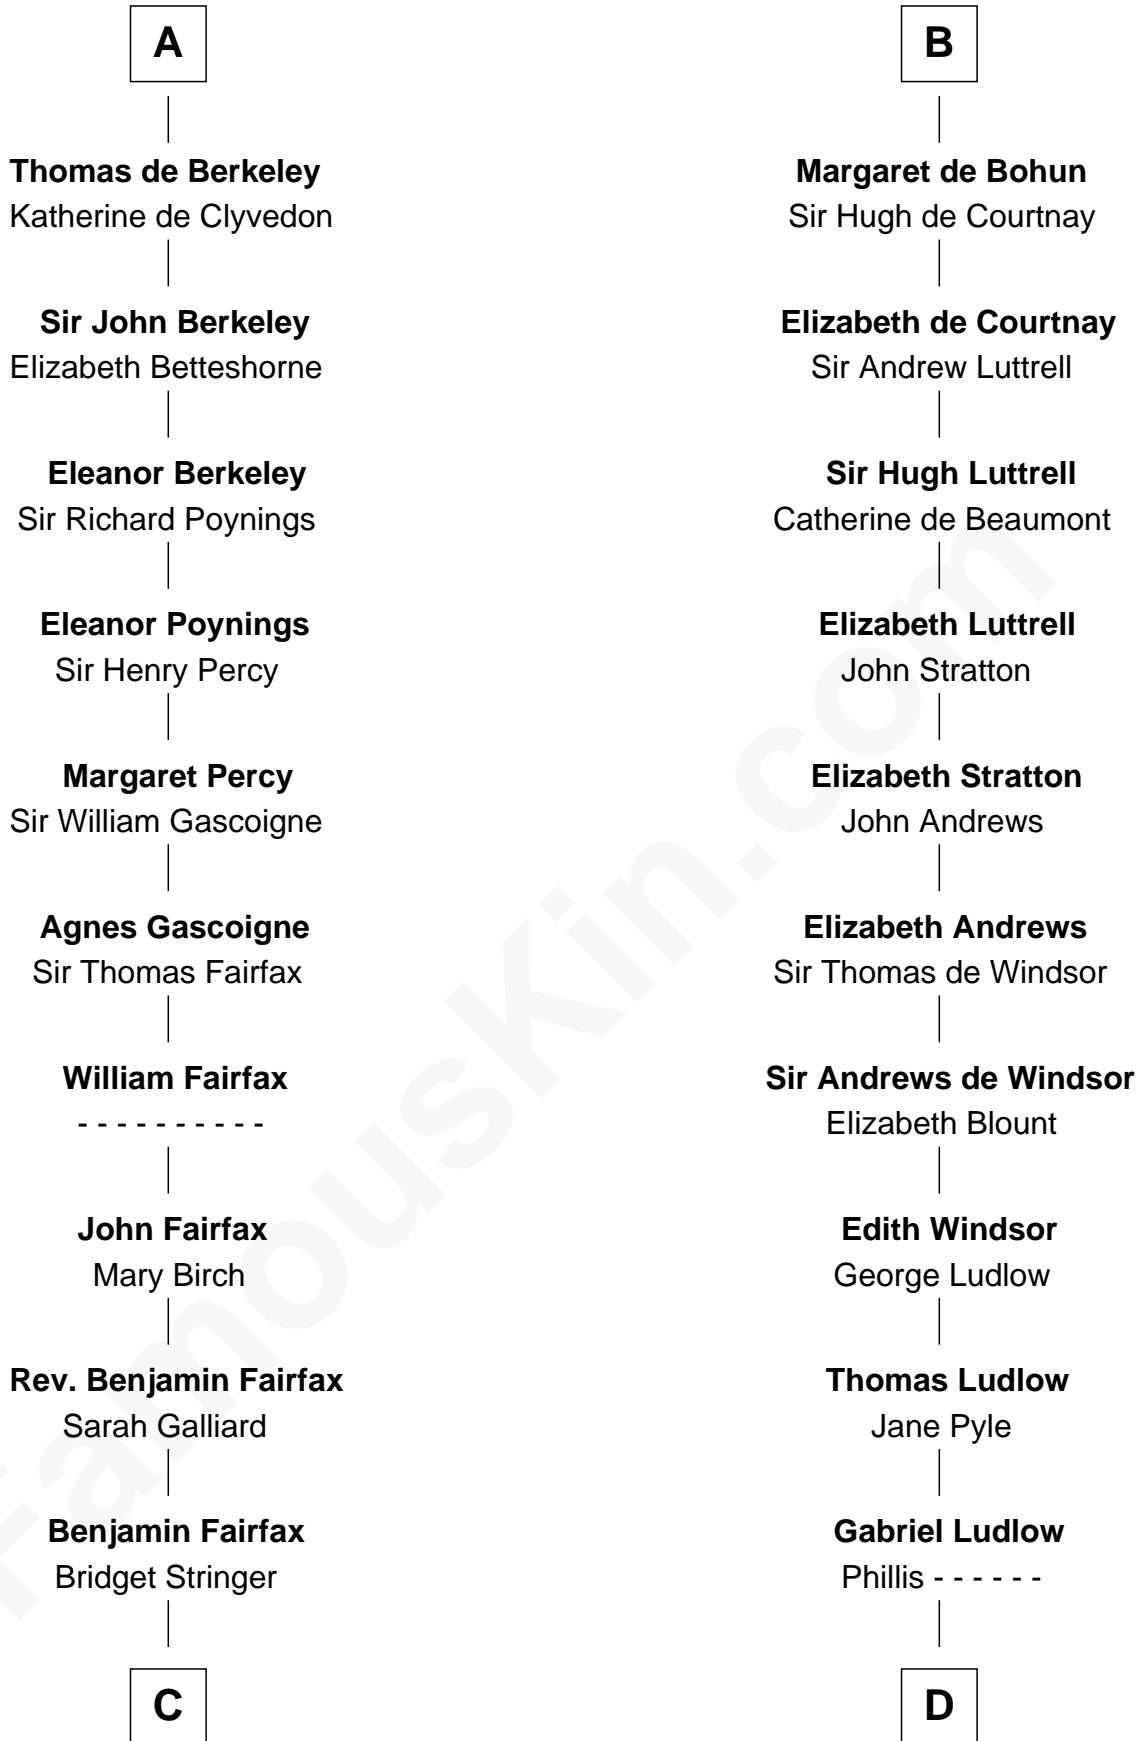 A
Thomas de Berkeley
Katherine de Clyvedon
Sir John Berkeley
Elizabeth Betteshorne
Eleanor Berkeley
Sir Richard Poynings
Eleanor Poynings
Sir Henry Percy
Margaret Percy
Sir William Gascoigne
Agnes Gascoigne
Sir Thomas Fairfax
William Fairfax
- - - - - - - - - -
John Fairfax
Mary Birch
Rev. Benjamin Fairfax
Sarah Galliard
Benjamin Fairfax
Bridget Stringer
C
B
Margaret de Bohun
Sir Hugh de Courtnay
Elizabeth de Courtnay
Sir Andrew Luttrell
Sir Hugh Luttrell
Catherine de Beaumont
Elizabeth Luttrell
John Stratton
Elizabeth Stratton
John Andrews
Elizabeth Andrews
Sir Thomas de Windsor
Sir Andrews de Windsor
Elizabeth Blount
Edith Windsor
George Ludlow
Thomas Ludlow
Jane Pyle
Gabriel Ludlow
Phillis - - - - - -
D
FamousKin.com